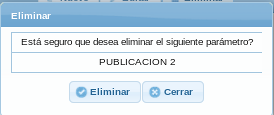 Eliminar
Está seguro que desea eliminar el siguiente parámetro?
PUBLICACION 2
Eliminar Cerrar